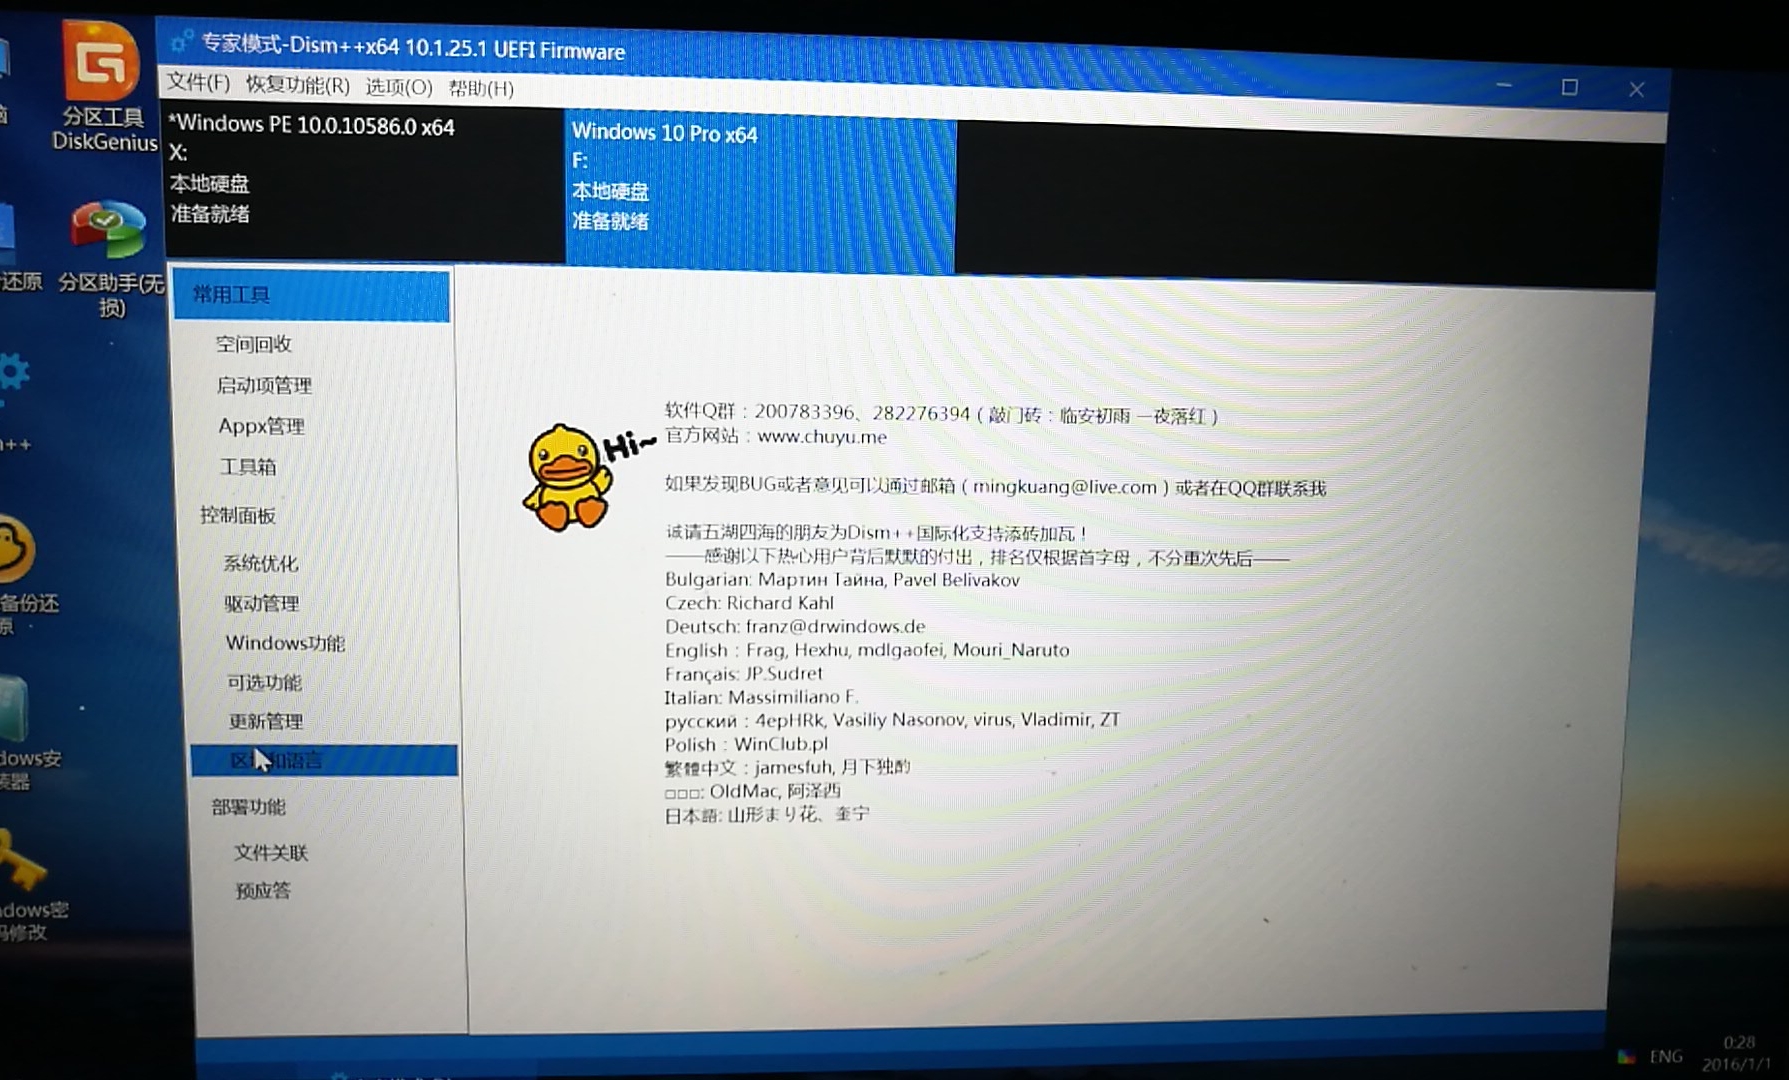 专家模式-Dism++x64 10.1.25.1 UEFI Firmware
文件(F) 恢复功能(R) 选项(O) 帮助(H)
*Windows PE 10.0.10586.0 x64
X:
本地硬盘
准备就绪
Windows 10 Pro x64
F:
本地硬盘
准备就绪
分区工具
DiskGenius
还原
分区助手(无
损)
++
备份还
原
dows安
装器
dows密
码修改
常用工具
空间回收
启动项管理
Appx管理
工具箱
控制面板
系统优化
驱动管理
Windows功能
可选功能
更新管理
区域和语言
部署功能
文件关联
预应答
Hi~
软件Q群：200783396、282276394（敲门砖：临安初雨 一夜落红）
官方网站：www.chuyu.me
如果发现BUG或者意见可以通过邮箱（mingkuang@live.com）或者在QQ群联系我
诚请五湖四海的朋友为Dism++国际化支持添砖加瓦！
——感谢以下热心用户背后默默的付出，排名仅根据首字母，不分重次先后——
Bulgarian: Мартин Тайна, Pavel Belivakov
Czech: Richard Kahl
Deutsch: franz@drwindows.de
English：Frag, Hexhu, mdlgaofei, Mouri_Naruto
Français: JP.Sudret
Italian: Massimiliano F.
русский：4epHRk, Vasiliy Nasonov, virus, Vladimir, ZT
Polish：WinClub.pl
繁體中文：jamesfuh, 月下独酌
□□□: OldMac, 阿泽西
日本語: 山形まり花、奎宁
ENG
0:28
2016/1/1